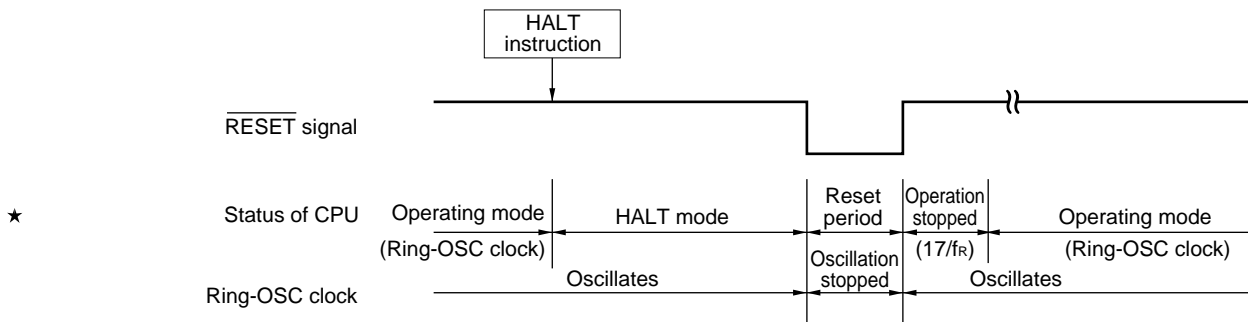 HALT
instruction
RESET signal
★
Status of CPU
Operating mode
(Ring-OSC clock)
HALT mode
Reset
period
Operation
stopped
(17/fR)
Operating mode
(Ring-OSC clock)
Ring-OSC clock
Oscillates
Oscillation
stopped
Oscillates